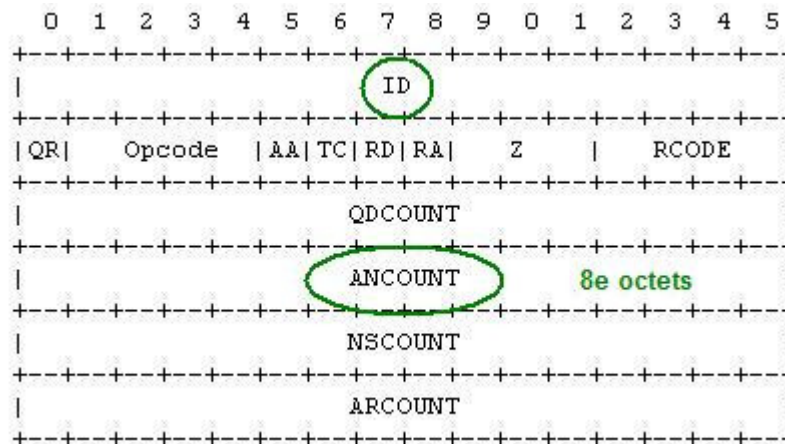 0 1 2 3 4 5 6 7 8 9 0 1 2 3 4 5
+--+--+--+--+--+--+--+--+--+--+--+--+--+--+--+--
| ID
+--+--+--+--+--+--+--+--+--+--+--+--+--+--+--+--
|QR| Opcode |AA|TC|RD|RA| Z | RCODE
+--+--+--+--+--+--+--+--+--+--+--+--+--+--+--+--
| QDCOUNT
+--+--+--+--+--+--+--+--+--+--+--+--+--+--+--+--
| ANCOUNT 8e octets
+--+--+--+--+--+--+--+--+--+--+--+--+--+--+--+--
| NSCOUNT
+--+--+--+--+--+--+--+--+--+--+--+--+--+--+--+--
| ARCOUNT
+--+--+--+--+--+--+--+--+--+--+--+--+--+--+--+--